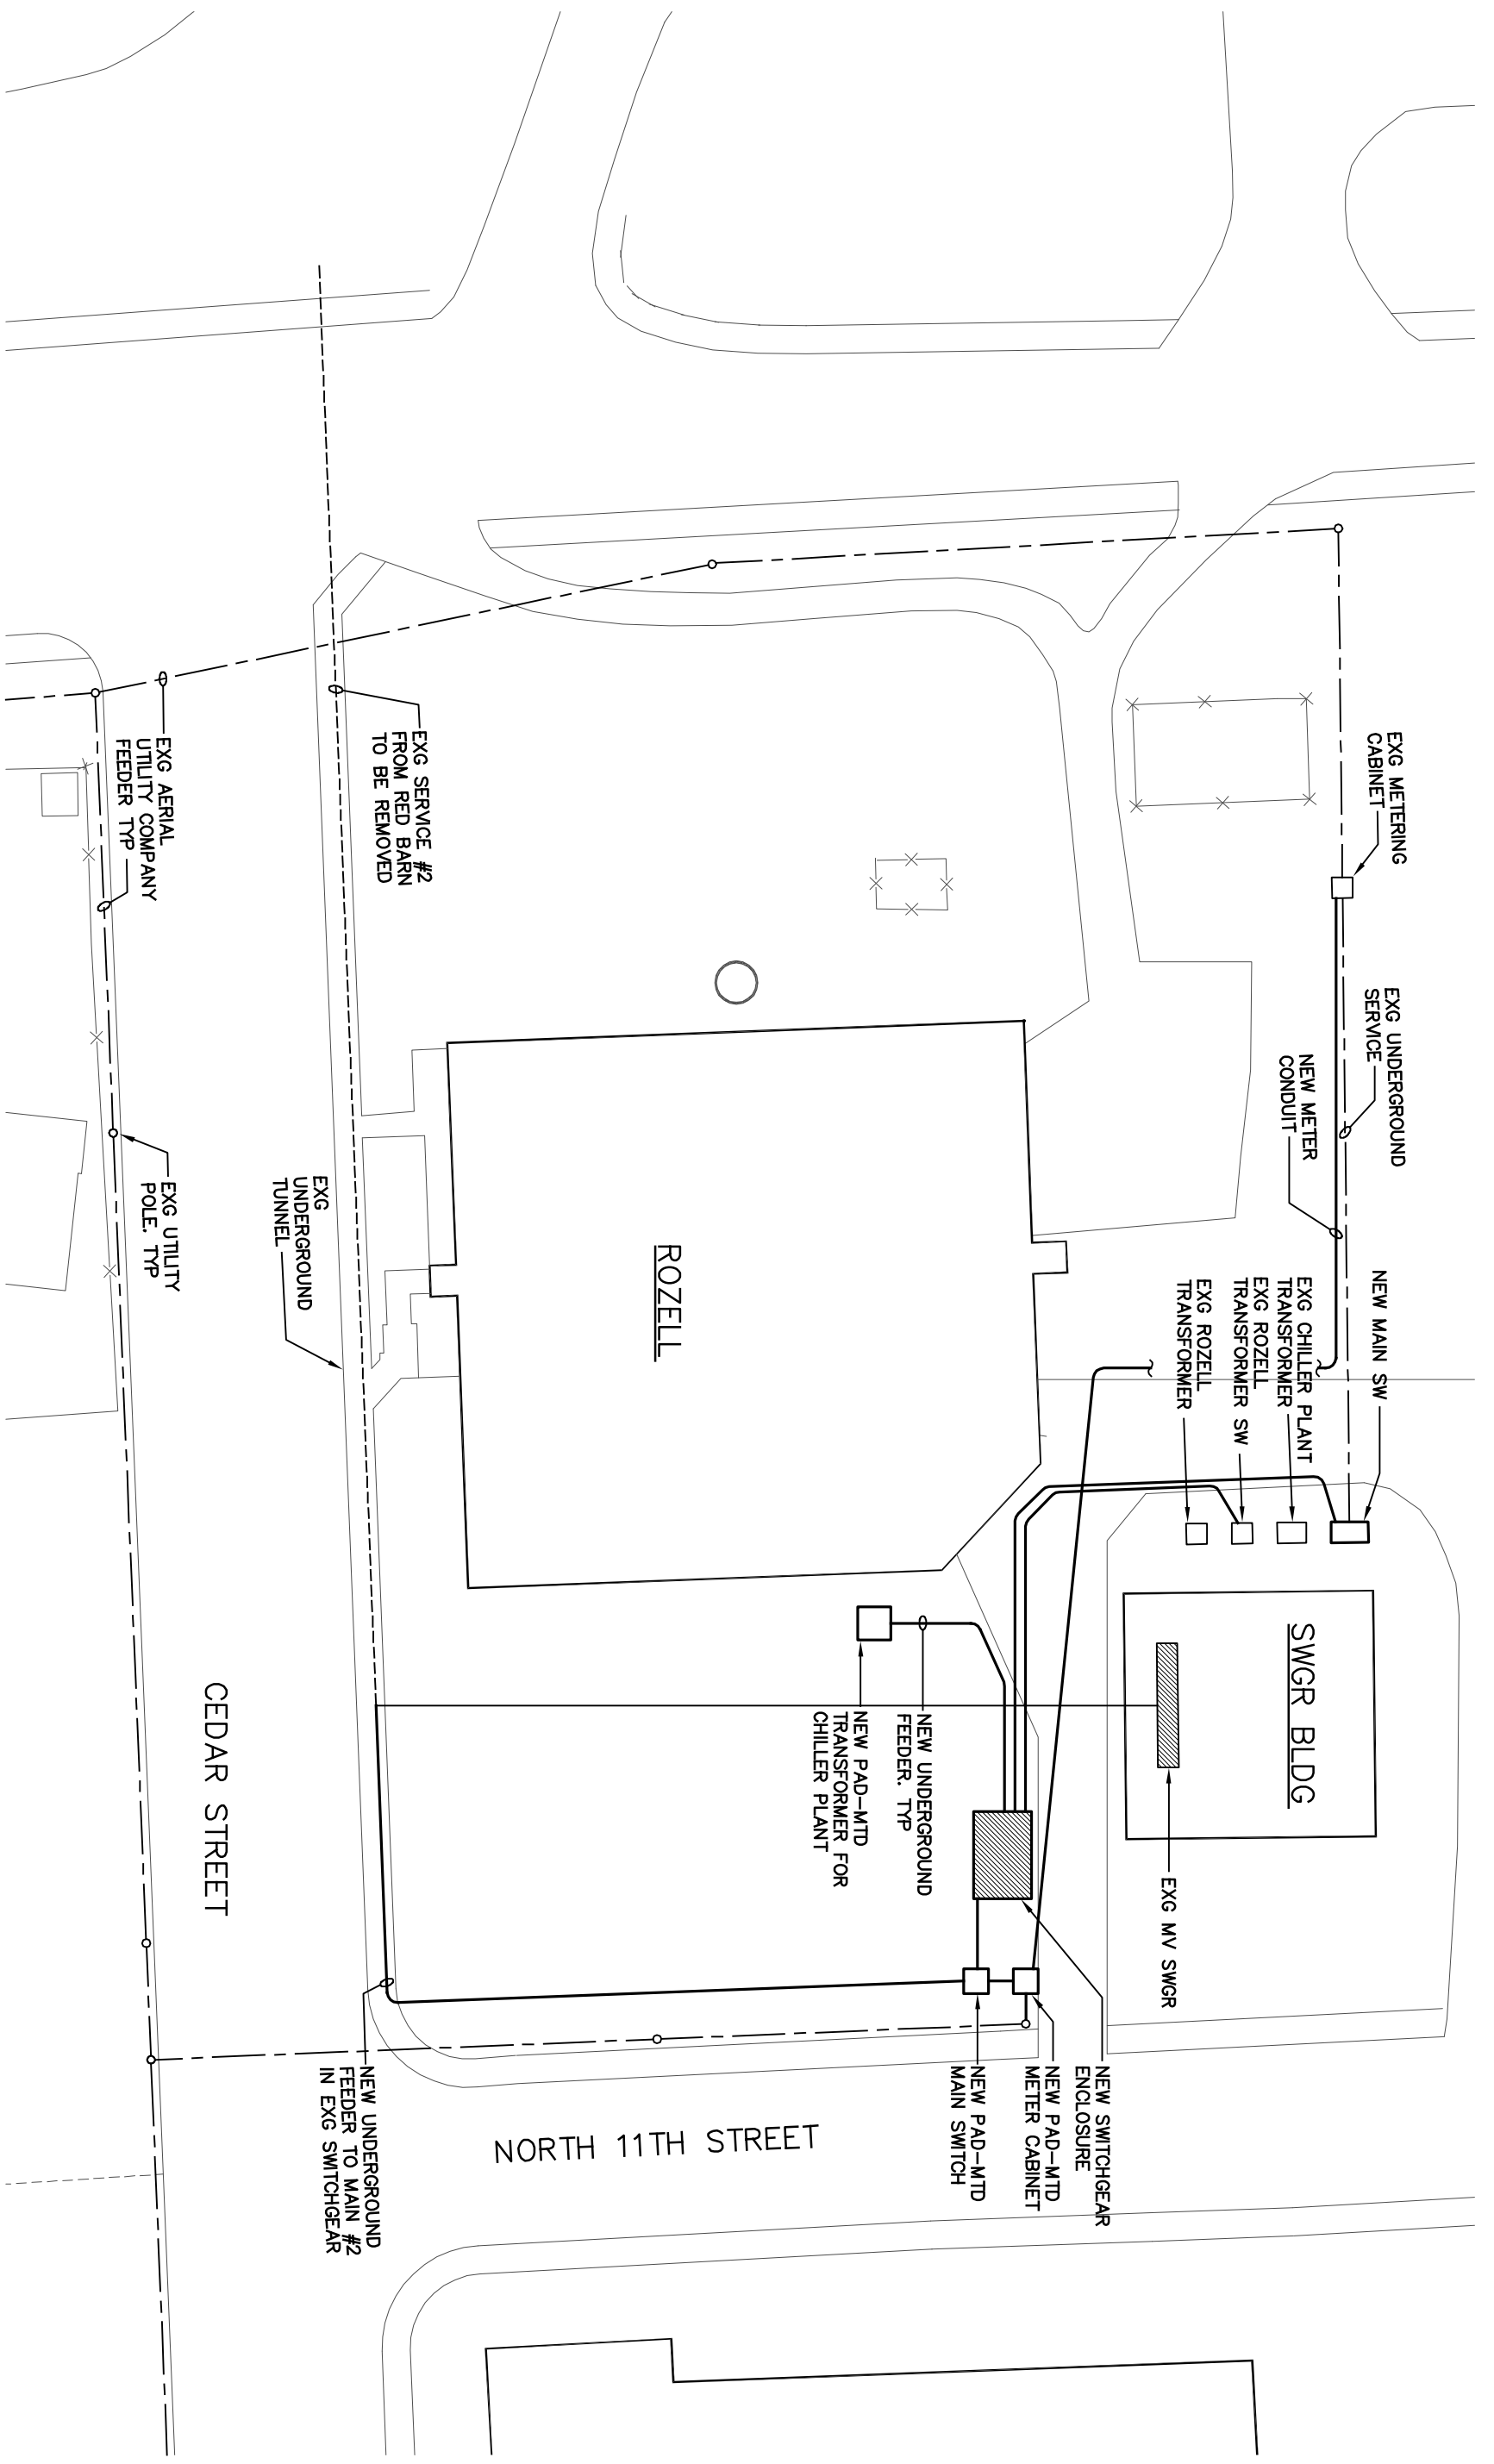 EXG METERING
CABINET
EXG UNDERGROUND
SERVICE
NEW METER
CONDUIT
NEW MAIN SW
EXG CHILLER PLANT
TRANSFORMER
EXG ROZELL
TRANSFORMER SW
EXG ROZELL
TRANSFORMER
SWGR BLDG
EXG MV SWGR
NEW SWITCHGEAR
ENCLOSURE
NEW PAD-MTD
METER CABINET
NEW PAD-MTD
MAIN SWITCH
NEW UNDERGROUND
FEEDER. TYP
NEW PAD-MTD
TRANSFORMER FOR
CHILLER PLANT
ROZELL
NORTH 11TH STREET
EXG SERVICE #2
FROM RED BARN
TO BE REMOVED
EXG
UNDERGROUND
TUNNEL
NEW UNDERGROUND
FEEDER TO MAIN #2
IN EXG SWITCHGEAR
CEDAR STREET
EXG AERIAL
UTILITY COMPANY
FEEDER TYP
EXG UTILITY
POLE. TYP